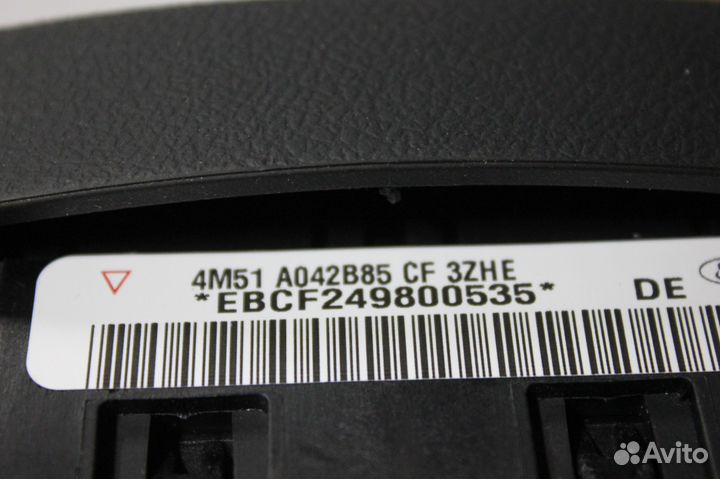 4M51 A042B85 CF 3ZHE
*EBCF249800535*
DE
Avito